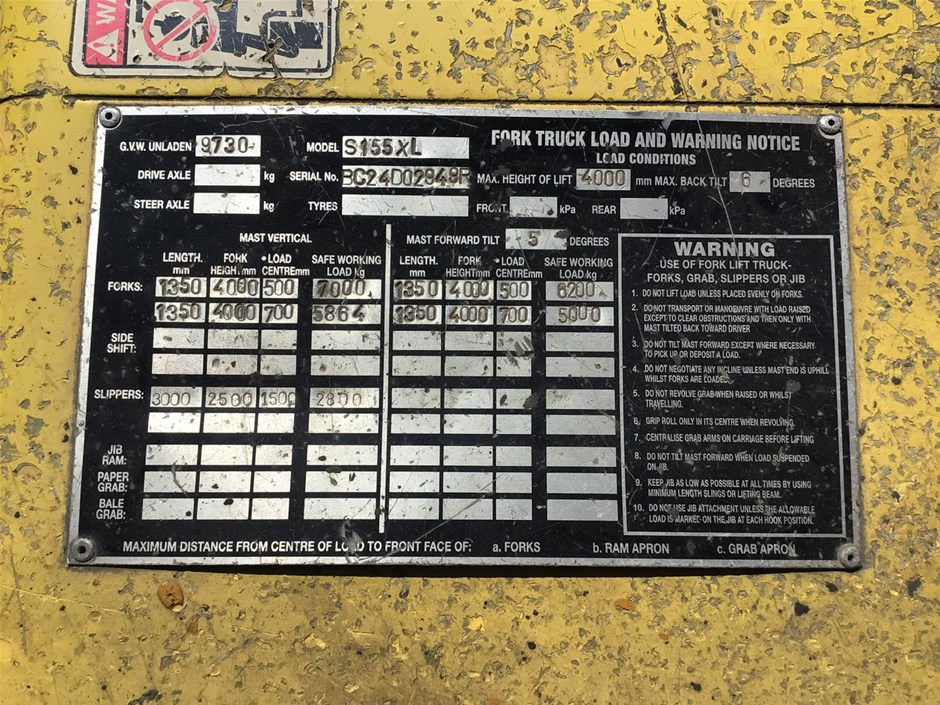 WA
G.V.W. UNLADEN 9730 kg MODEL S155XL FORK TRUCK LOAD AND WARNING NOTICE
LOAD CONDITIONS
DRIVE AXLE kg SERIAL No. BC24D02849R MAX. HEIGHT OF LIFT 4000 mm MAX. BACK TILT 6 DEGREES
STEER AXLE kg TYRES FRONT kPa REAR kPa
MAST VERTICAL MAST FORWARD TILT 5 DEGREES
LENGTH. FORK •LOAD SAFE WORKING LENGTH. FORK •LOAD SAFE WORKING
mm HEIGHT mm CENTRE mm LOAD kg mm HEIGHT mm CENTRE mm LOAD kg
FORKS: 1350 4000 500 7000 1350 4000 500 6200
1350 4000 700 5864 1350 4000 700 5000
SIDE
SHIFT:
SLIPPERS: 3000 2500 1500 2800
JIB
RAM:
PAPER
GRAB:
BALE
GRAB:
WARNING
USE OF FORK LIFT TRUCK-
FORKS, GRAB, SLIPPERS OR JIB
1. DO NOT LIFT LOAD UNLESS PLACED EVENLY ON FORKS.
2. DO NOT TRANSPORT OR MANOEUVRE WITH LOAD RAISED
EXCEPT TO CLEAR OBSTRUCTIONS AND THEN ONLY WITH
MAST TILTED BACK TOWARD DRIVER
3. DO NOT TILT MAST FORWARD EXCEPT WHERE NECESSARY
TO PICK UP OR DEPOSIT A LOAD.
4. DO NOT NEGOTIATE ANY INCLINE UNLESS MAST END IS UPHILL
WHILST FORKS ARE LOADED.
5. DO NOT REVOLVE GRAB WHEN RAISED OR WHILST
TRAVELLING.
6. GRIP ROLL ONLY IN ITS CENTRE WHEN REVOLVING.
7. CENTRALISE GRAB ARMS ON CARRIAGE BEFORE LIFTING
8. DO NOT TILT MAST FORWARD WHEN LOAD SUSPENDED
ON JIB.
9. KEEP JIB AS LOW AS POSSIBLE AT ALL TIMES BY USING
MINIMUM LENGTH SLINGS OR LIFTING BEAM.
10. DO NOT USE JIB ATTACHMENT UNLESS THE ALLOWABLE
LOAD IS MARKED ON THE JIB AT EACH HOOK POSITION.
MAXIMUM DISTANCE FROM CENTRE OF LOAD TO FRONT FACE OF: a. FORKS b. RAM APRON c. GRAB APRON